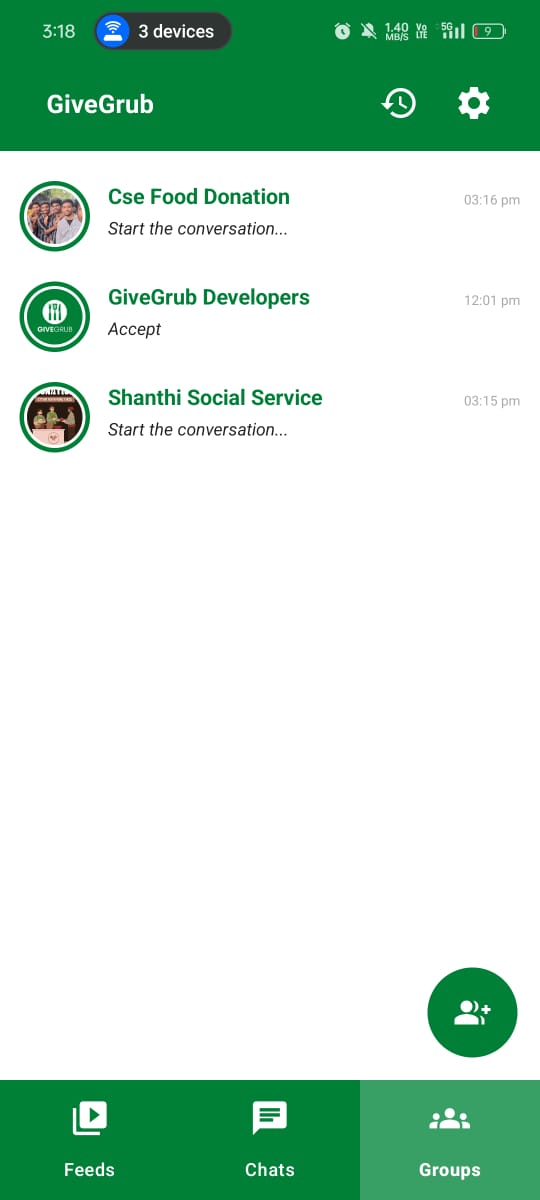 3:18 3 devices 1.40 MB/S Vo LTE 5G 9
GiveGrub
Cse Food Donation 03:16 pm
Start the conversation...
GiveGrub Developers 12:01 pm
Accept
GIVEGRUB
Shanthi Social Service 03:15 pm
Start the conversation...
Feeds Chats Groups